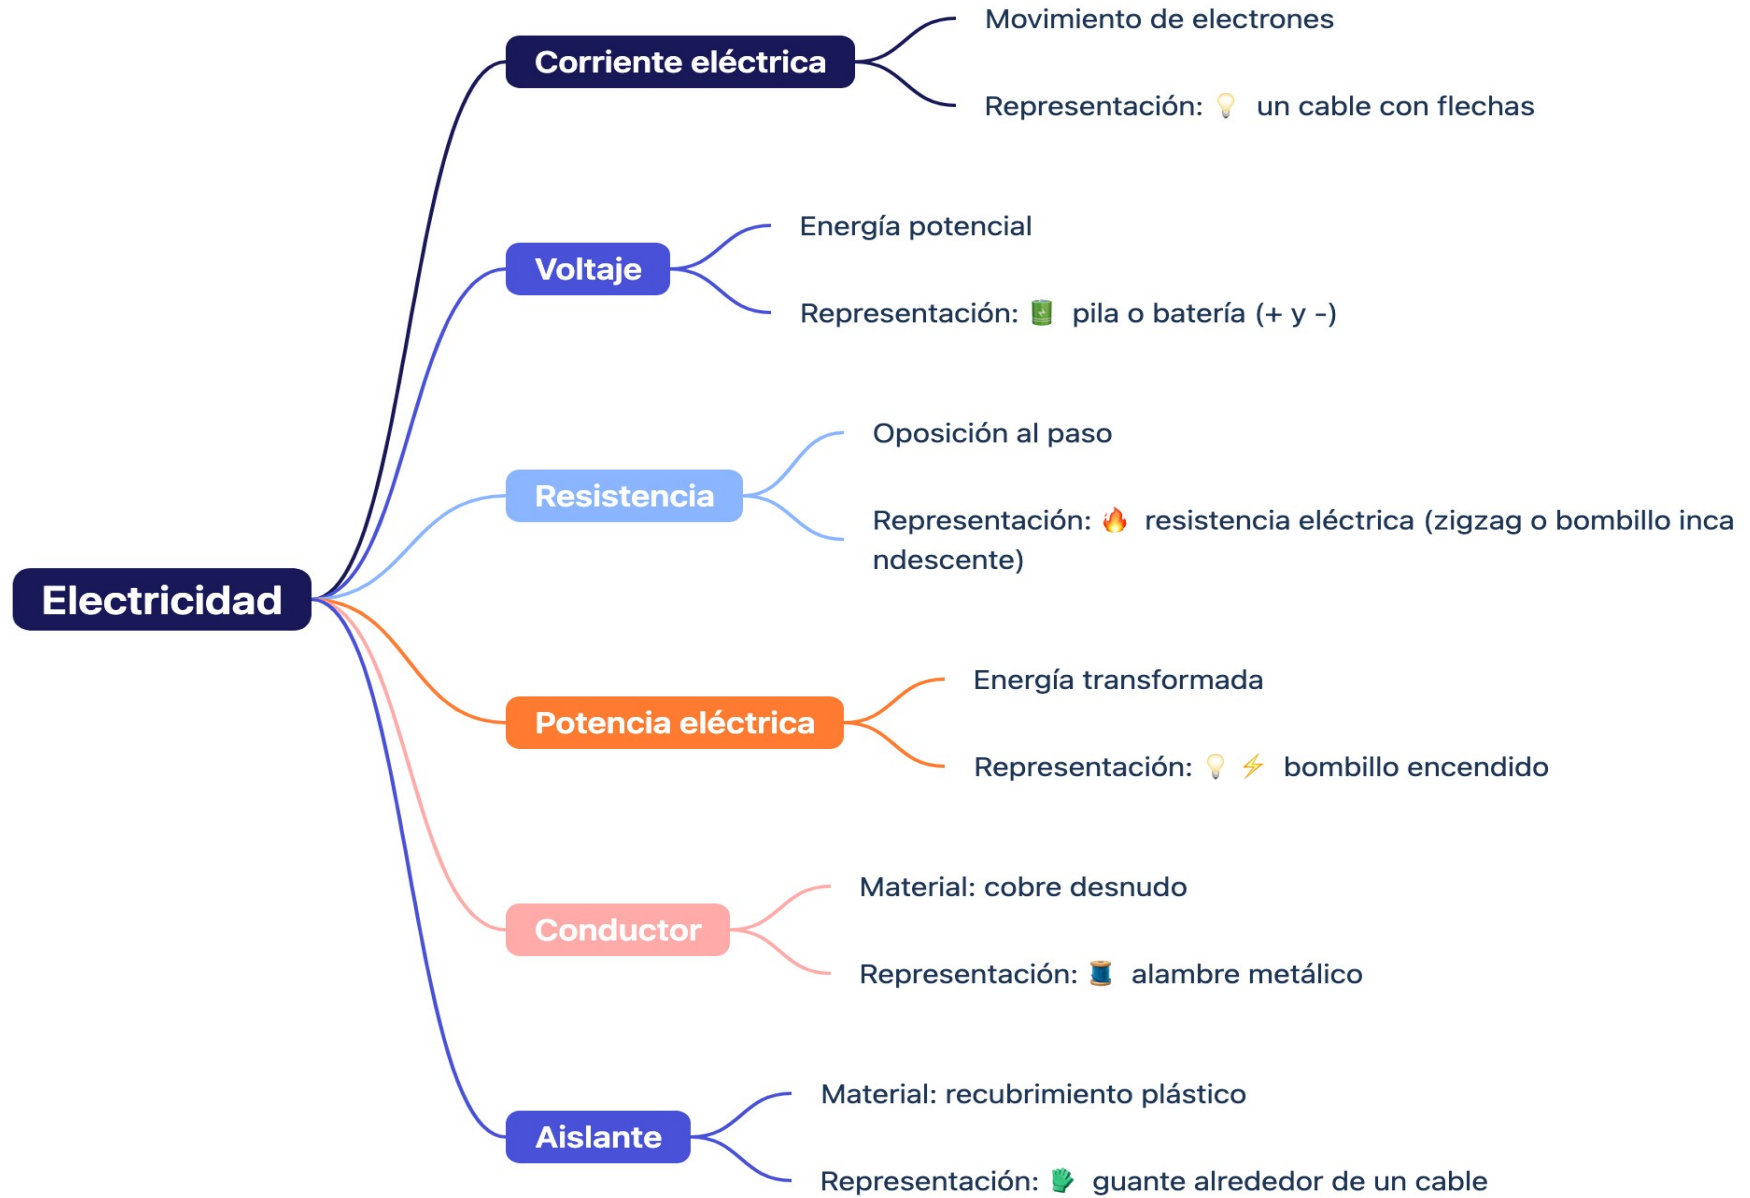 Electricidad
Corriente eléctrica
Movimiento de electrones
Representación: 💡 un cable con flechas
Voltaje
Energía potencial
Representación: 🔋 pila o batería (+ y -)
Resistencia
Oposición al paso
Representación: 🔥 resistencia eléctrica (zigzag o bombillo inca
ndescente)
Potencia eléctrica
Energía transformada
Representación: 💡⚡ bombillo encendido
Conductor
Material: cobre desnudo
Representación: 🧵 alambre metálico
Aislante
Material: recubrimiento plástico
Representación: 🧤 guante alrededor de un cable